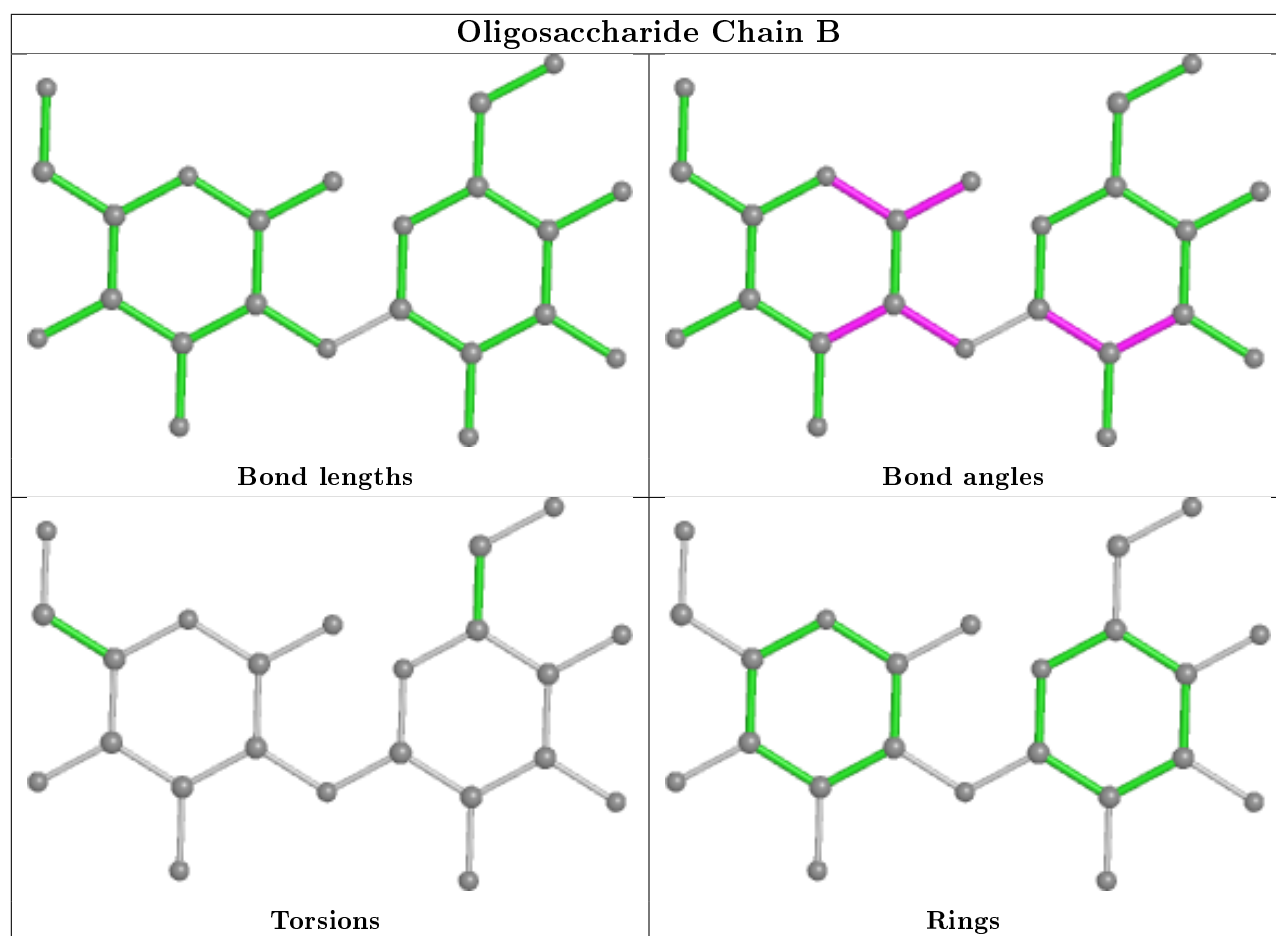 Oligosaccharide Chain B
Bond lengths
Bond angles
Torsions
Rings